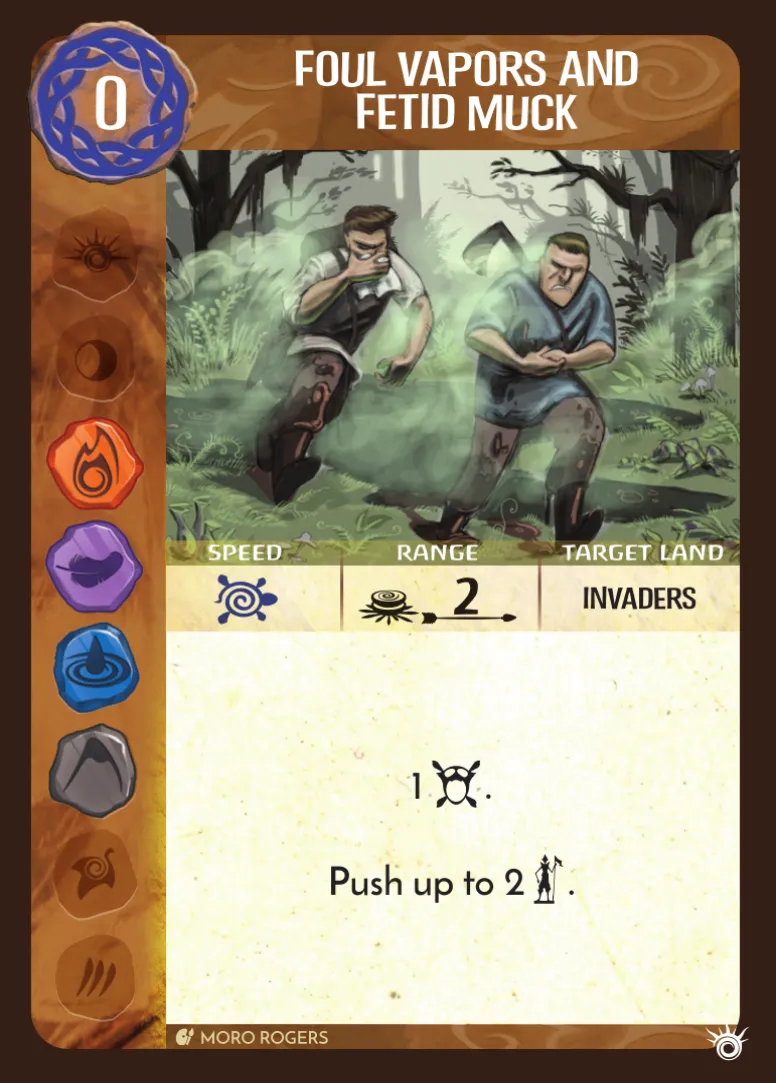 0
FOUL VAPORS AND
FETID MUCK
SPEED RANGE TARGET LAND
2 INVADERS
1 .
Push up to 2 .
MORO ROGERS